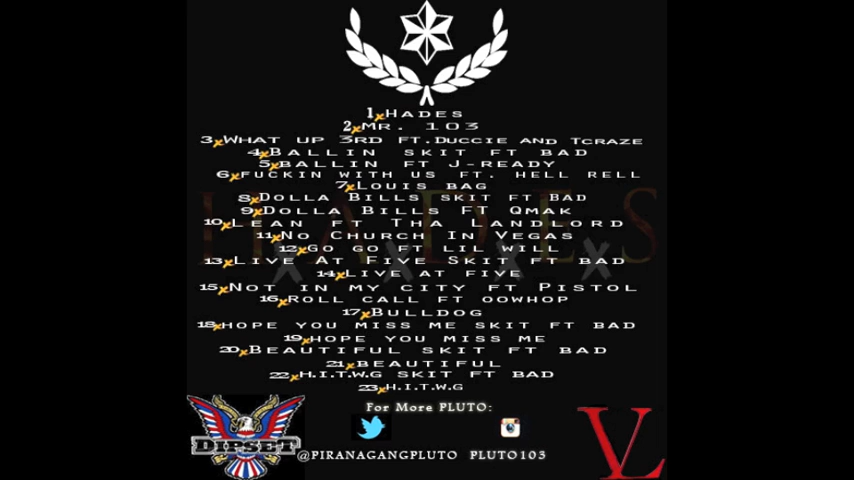 1. Hades
2. Mr. 103
3. What up 3rd ft. Duccie and Tcraze
4. Ballin skit ft Bad
5. Ballin ft J-Ready
6. Fuckin with us ft. Hell Rell
7. Louis Bag
8. Dolla Bills skit ft Bad
9. Dolla Bills ft Qmak
10. Lean ft Tha Landlord
11. No Church In Vegas
12. Go go ft Lil Will
13. Live At Five Skit ft Bad
14. Live at five
15. Not in my city ft Pistol
16. Roll call ft oowhop
17. Bulldog
18. hope you miss me skit ft bad
19. hope you miss me
20. Beautiful skit ft bad
21. beautiful
22. H.I.T.W.G skit ft bad
23. H.I.T.W.G
HADES
For More PLUTO:
DIPSET
@PIRANAGANGPLUTO PLUTO103
VL